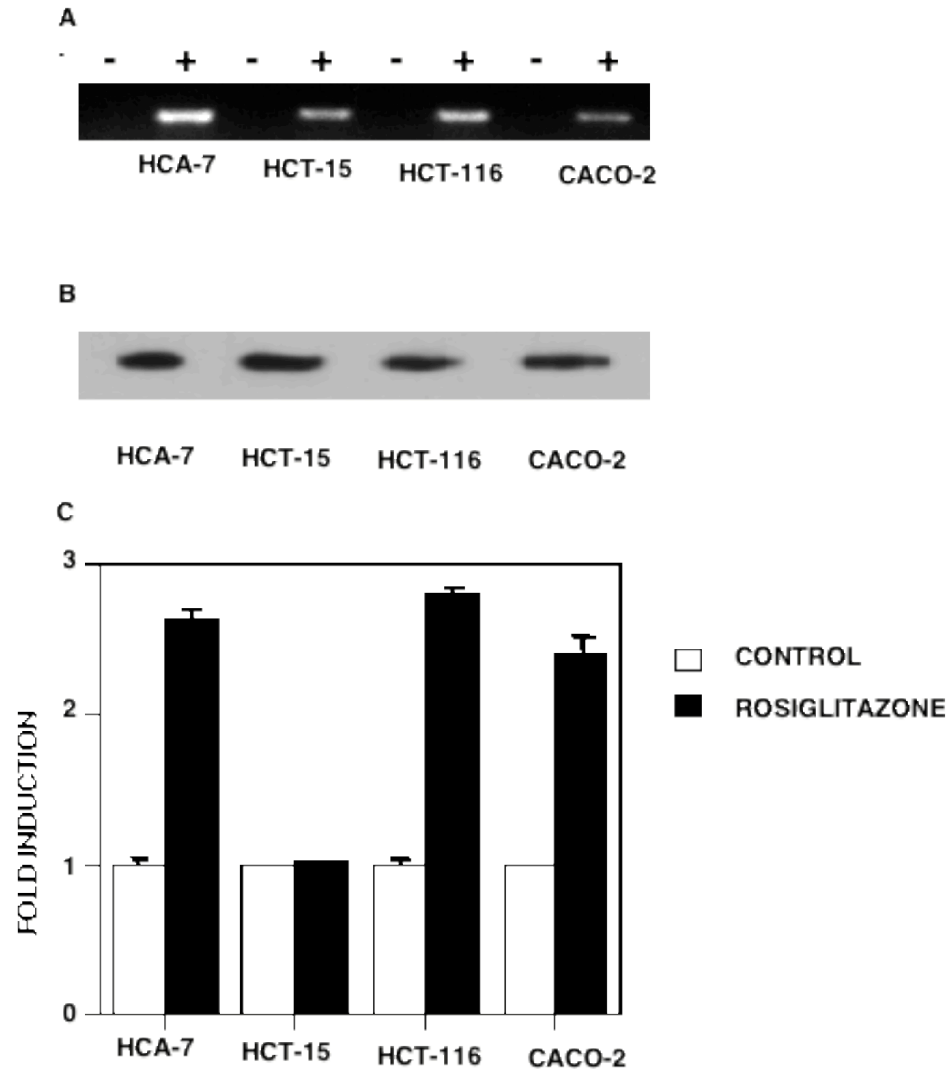 A
- + - + - + - +
HCA-7 HCT-15 HCT-116 CACO-2
B
HCA-7 HCT-15 HCT-116 CACO-2
C
3
2
1
0
FOLD INDUCTION
HCA-7 HCT-15 HCT-116 CACO-2
CONTROL
ROSIGLITAZONE